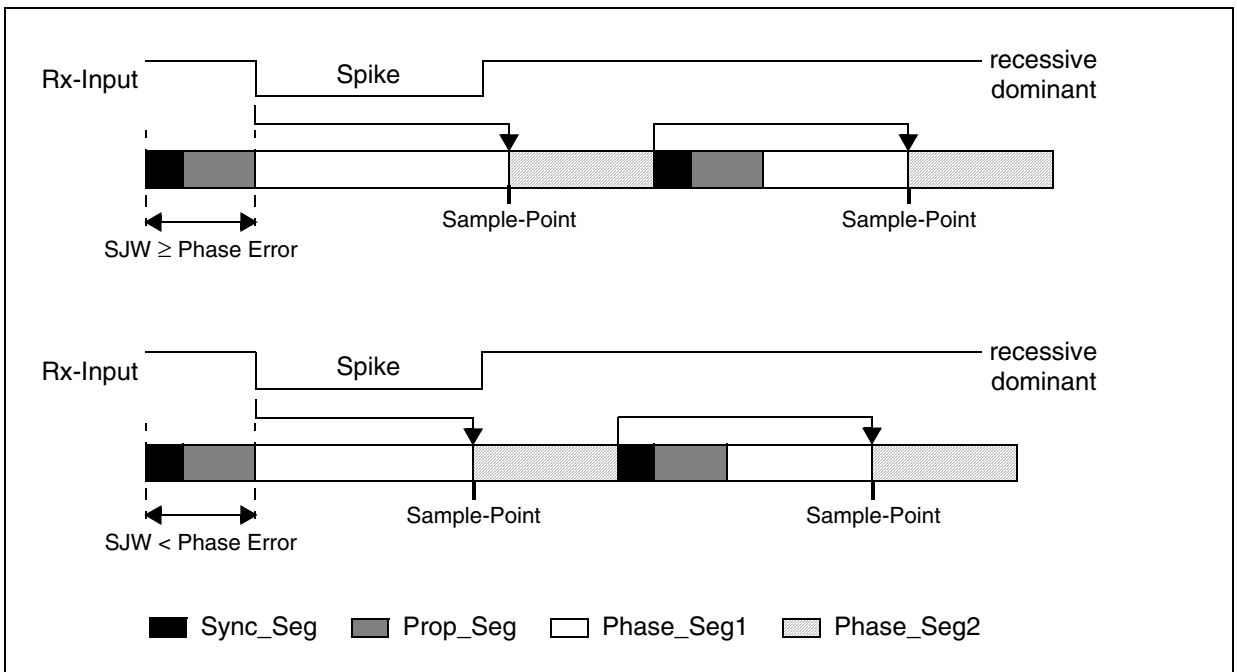 Rx-Input
Spike
recessive
dominant
Sample-Point
Sample-Point
SJW ≥ Phase Error
Rx-Input
Spike
recessive
dominant
Sample-Point
Sample-Point
SJW < Phase Error
Sync_Seg Prop_Seg Phase_Seg1 Phase_Seg2